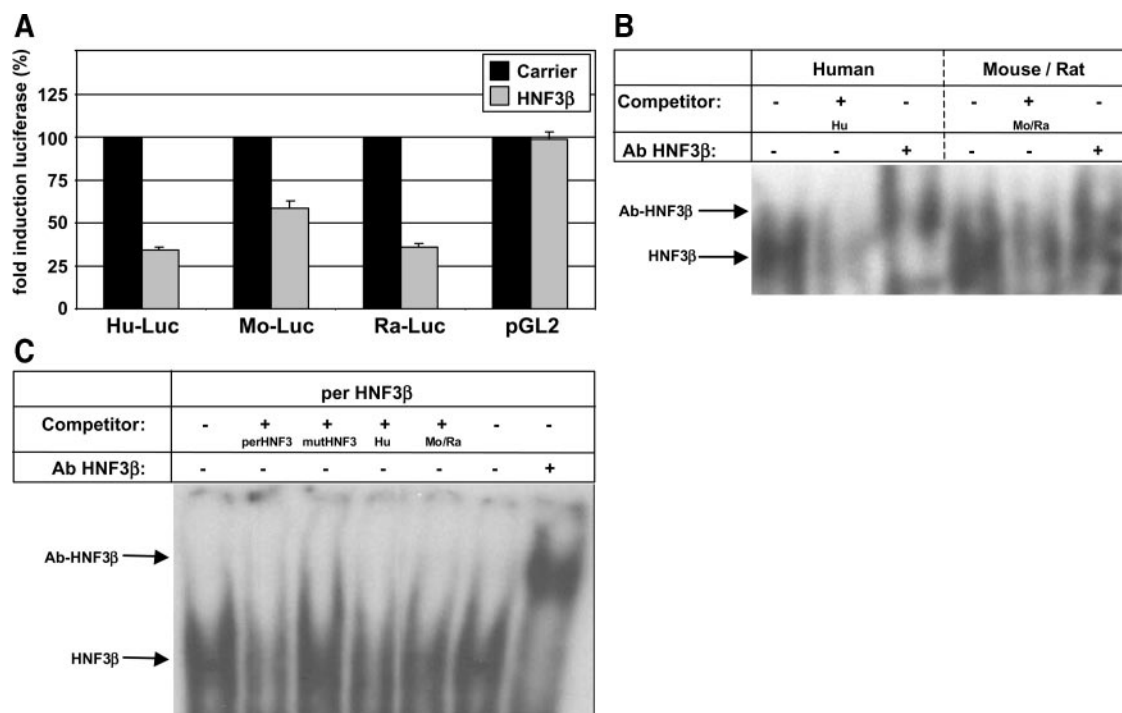 A
fold induction luciferase (%)
125
100
75
50
25
0
Carrier
HNF3β
Hu-Luc Mo-Luc Ra-Luc pGL2
B
Human Mouse / Rat
Competitor: - + - - + -
Hu Mo/Ra
Ab HNF3β: - - + - - +
Ab-HNF3β
HNF3β
C
per HNF3β
Competitor: - + + + + - -
perHNF3 mutHNF3 Hu Mo/Ra
Ab HNF3β: - - - - - - +
Ab-HNF3β
HNF3β